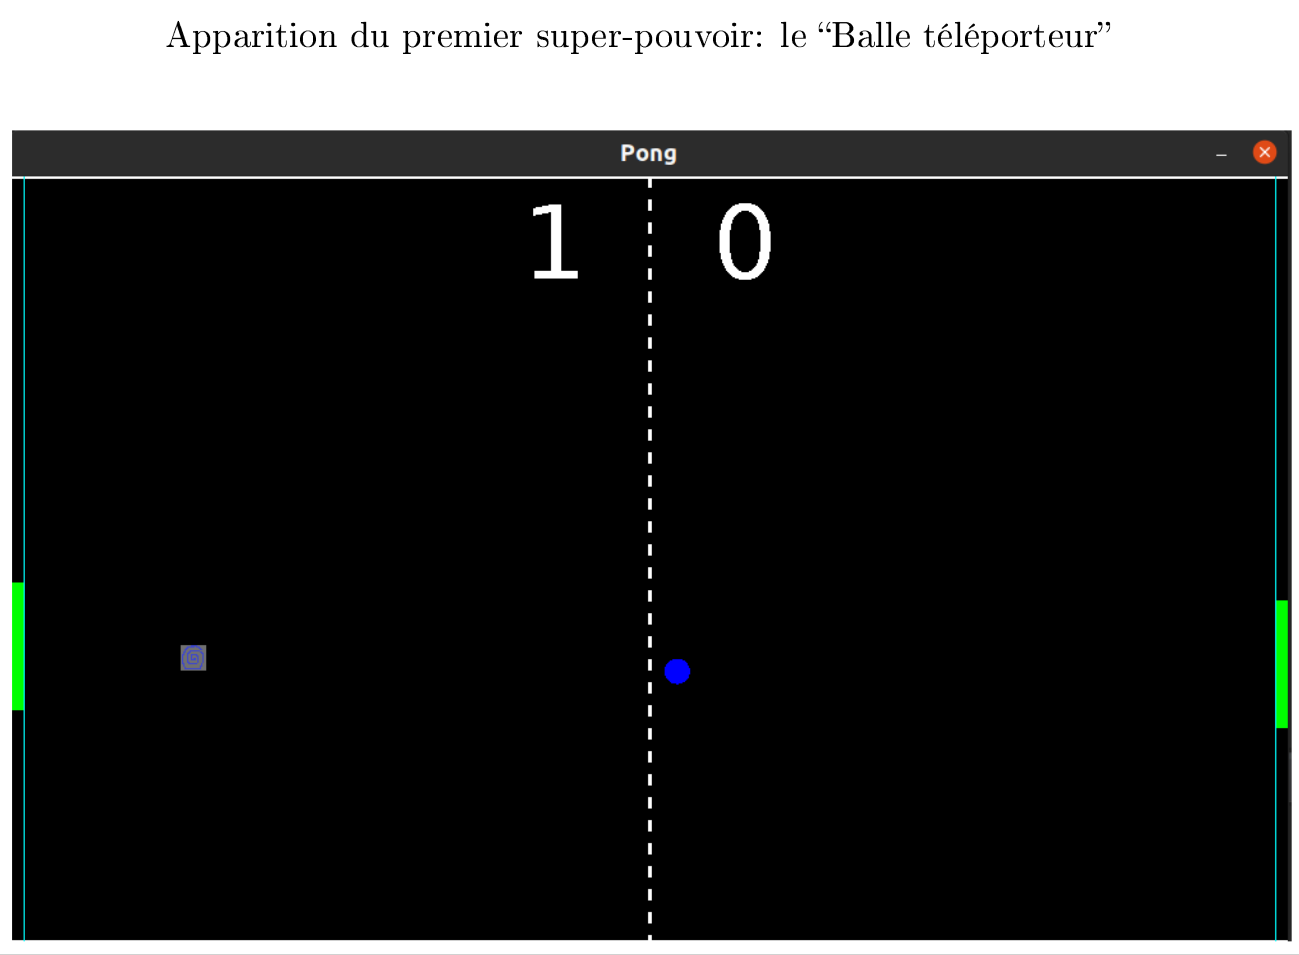 Apparition du premier super-pouvoir: le “Balle téléporteur”
Pong
1 0